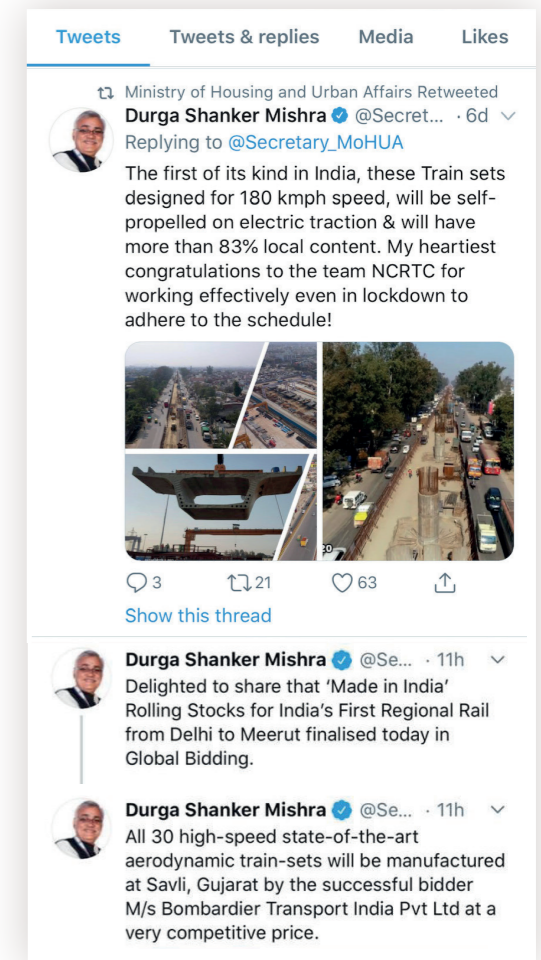 Tweets Tweets & replies Media Likes
Ministry of Housing and Urban Affairs Retweeted
Durga Shanker Mishra @Secret... · 6d
Replying to @Secretary_MoHUA
The first of its kind in India, these Train sets
designed for 180 kmph speed, will be self-
propelled on electric traction & will have
more than 83% local content. My heartiest
congratulations to the team NCRTC for
working effectively even in lockdown to
adhere to the schedule!
20
3 21 63
Show this thread
Durga Shanker Mishra @Se... · 11h
Delighted to share that ‘Made in India’
Rolling Stocks for India’s First Regional Rail
from Delhi to Meerut finalised today in
Global Bidding.
Durga Shanker Mishra @Se... · 11h
All 30 high-speed state-of-the-art
aerodynamic train-sets will be manufactured
at Savli, Gujarat by the successful bidder
M/s Bombardier Transport India Pvt Ltd at a
very competitive price.